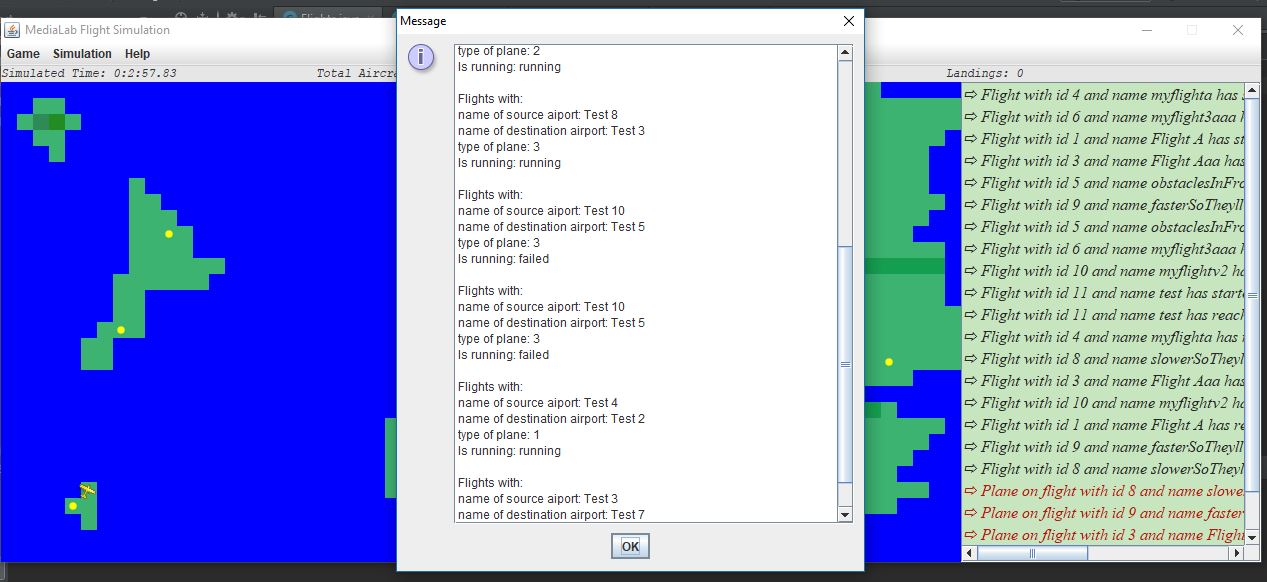 Message
MediaLab Flight Simulation
Game Simulation Help
Simulated Time: 0:2:57.83
Total
Landings: 0
type of plane: 2
Is running: running
Flights with:
name of source aiport: Test 8
name of destination airport: Test 3
type of plane: 3
Is running: running
Flights with:
name of source aiport: Test 10
name of destination airport: Test 5
type of plane: 3
Is running: failed
Flights with:
name of source aiport: Test 10
name of destination airport: Test 5
type of plane: 3
Is running: failed
Flights with:
name of source aiport: Test 4
name of destination airport: Test 2
type of plane: 1
Is running: running
Flights with:
name of source aiport: Test 3
name of destination airport: Test 7
OK
⇨ Flight with id 4 and name myflighta has
⇨ Flight with id 6 and name myflight3aaa
⇨ Flight with id 1 and name Flight A has st
⇨ Flight with id 3 and name Flight Aaa has
⇨ Flight with id 5 and name obstaclesInFro
⇨ Flight with id 9 and name fasterSoTheyll
⇨ Flight with id 5 and name obstaclesInFro
⇨ Flight with id 6 and name myflight3aaa
⇨ Flight with id 10 and name myflightv2 ha
⇨ Flight with id 11 and name test has starte
⇨ Flight with id 11 and name test has reach
⇨ Flight with id 4 and name myflighta has
⇨ Flight with id 8 and name slowerSoTheyl
⇨ Flight with id 3 and name Flight Aaa has
⇨ Flight with id 10 and name myflightv2 ha
⇨ Flight with id 1 and name Flight A has re
⇨ Flight with id 9 and name fasterSoTheyll
⇨ Flight with id 8 and name slowerSoTheyl
⇨ Plane on flight with id 8 and name slowe
⇨ Plane on flight with id 9 and name faster
⇨ Plane on flight with id 3 and name Flight